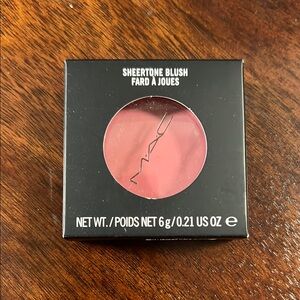 SHEERTONE BLUSH
FARD À JOUES
MAC
NET WT./POIDS NET 6 g/0.21 US OZ ℮